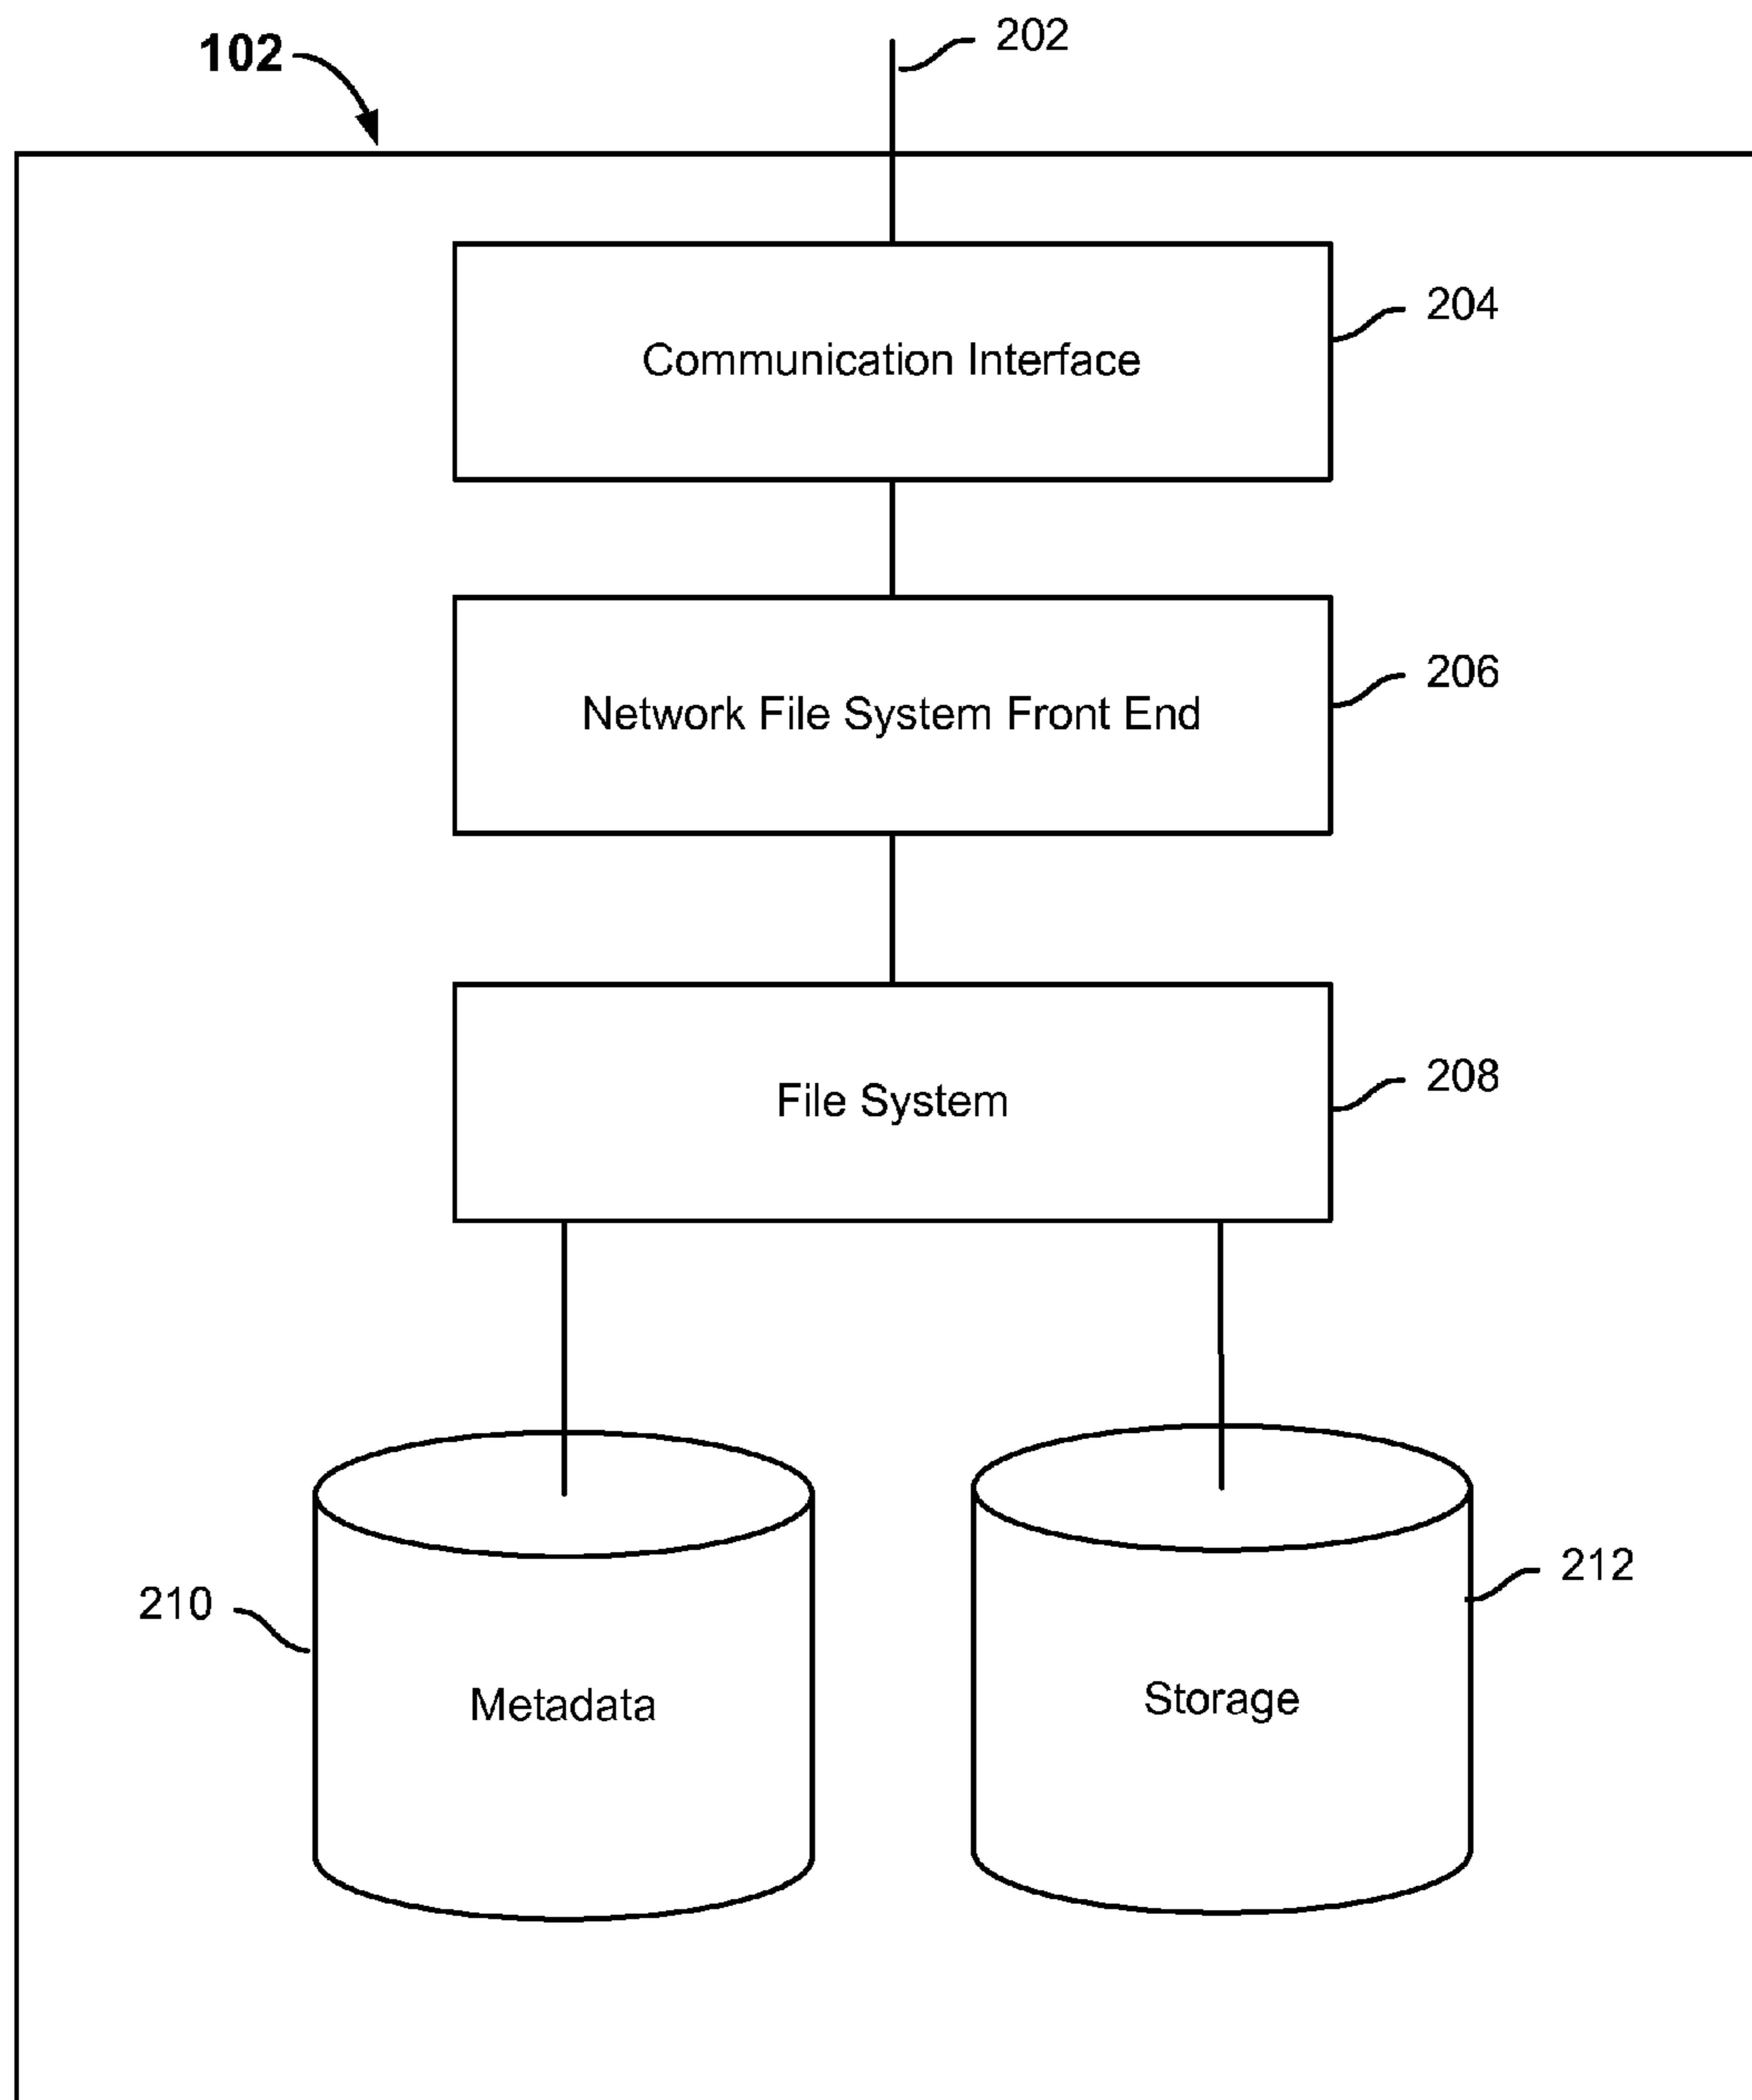 102
202
204
Communication Interface
206
Network File System Front End
208
File System
212
210
Metadata
Storage